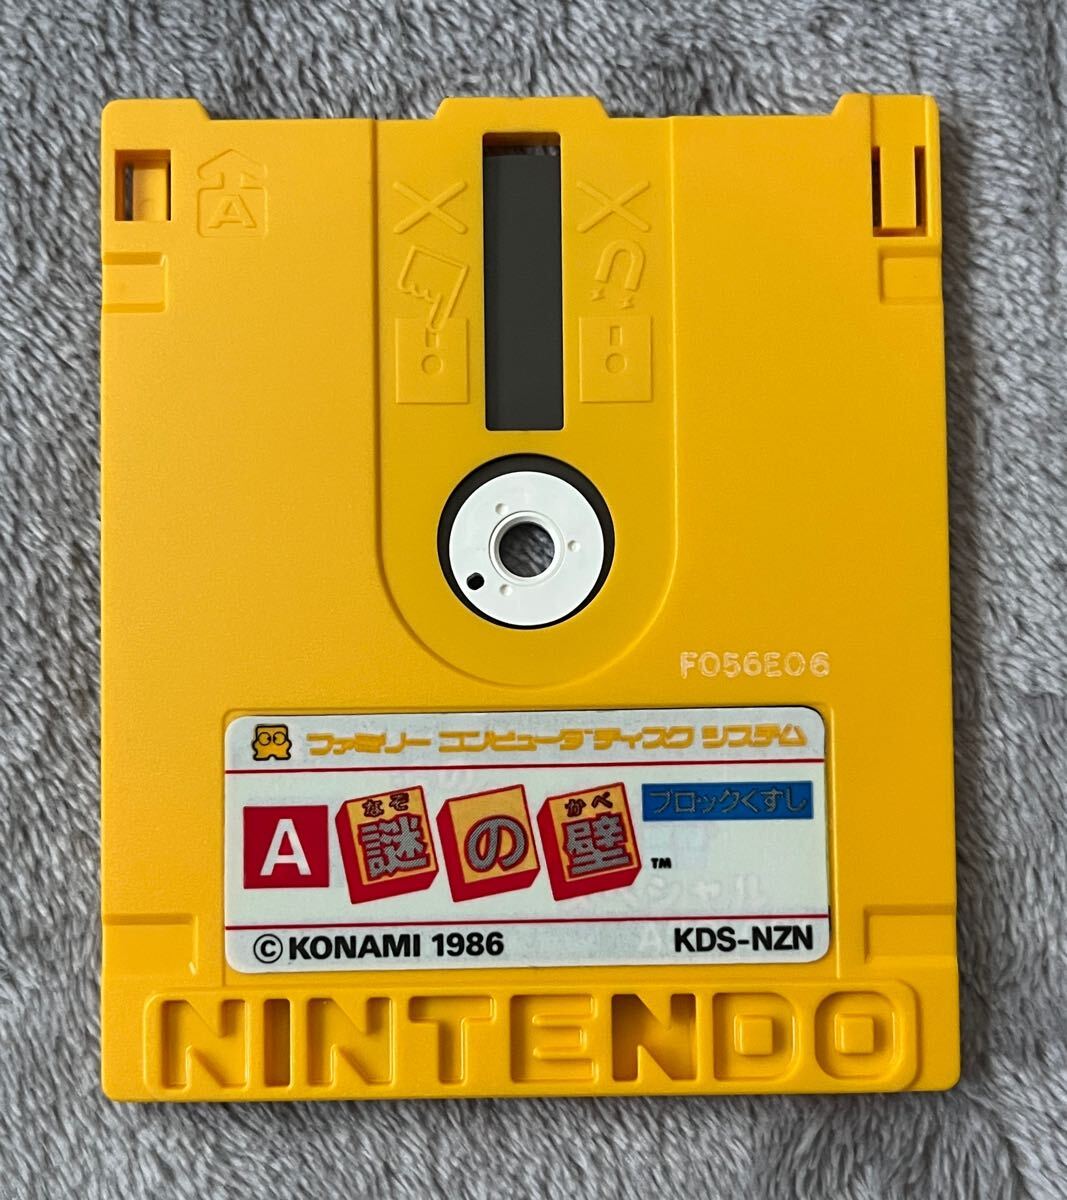 A
F056E06
ファミリー コンピュータ ディスク システム
A
なぞ かべ
謎の壁 ™
ブロックくずし
© KONAMI 1986 KDS-NZN
NINTENDO